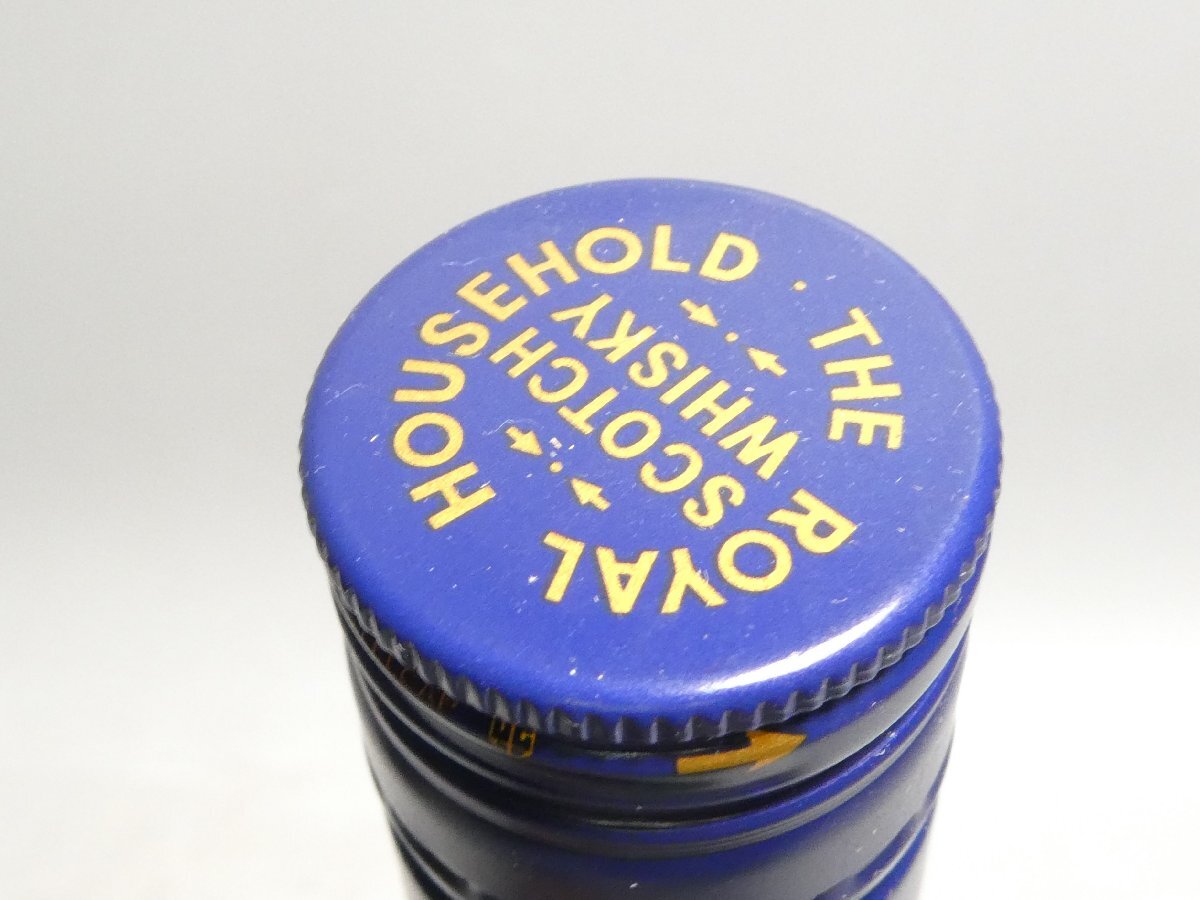 THE ROYAL HOUSEHOLD ·
SCOTCH
WHISKY